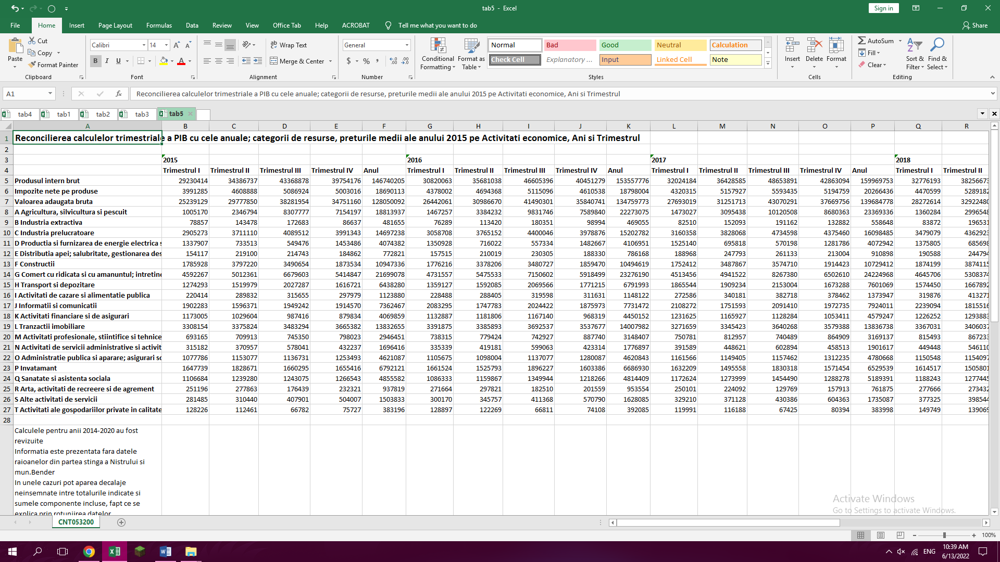 tab5 - Excel
Sign in
File Home Insert Page Layout Formulas Data Review View Office Tab Help ACROBAT Tell me what you want to do Share
Paste Cut Copy Format Painter Clipboard
Calibri 14 B I U Font
Wrap Text Merge & Center Alignment
General $ % Number
Conditional Formatting Format as Table
Normal Bad Good Neutral Calculation
Check Cell Explanatory ... Input Linked Cell Note
Styles
Insert Delete Format Cells
AutoSum Fill Clear Sort & Filter Find & Select Editing
A1 fx Reconcilierea calculelor trimestriale a PIB cu cele anuale; categorii de resurse, preturile medii ale anului 2015 pe Activitati economice, Ani si Trimestrul
tab4 tab1 tab2 tab3 tab5
A B C D E F G H I J K L M N O P Q R
1 Reconcilierea calculelor trimestriale a PIB cu cele anuale; categorii de resurse, preturile medii ale anului 2015 pe Activitati economice, Ani si Trimestrul
2
3 2015 2016 2017 2018
4 Trimestrul I Trimestrul II Trimestrul III Trimestrul IV Anul Trimestrul I Trimestrul II Trimestrul III Trimestrul IV Anul Trimestrul I Trimestrul II Trimestrul III Trimestrul IV Anul Trimestrul I Trimestrul II
5 Produsul intern brut 29230414 34386737 43368878 39754176 146740205 30820063 35681038 46605396 40451279 153557776 32024184 36428585 48653891 42863094 159969753 32776193 38256673
6 Impozite nete pe produse 3991285 4608888 5086924 5003016 18690113 4378002 4694368 5115096 4610538 18798004 4320315 5157927 5593435 5194759 20266436 4470599 5289182
7 Valoarea adaugata bruta 25239129 29777850 38281954 34751160 128050092 26442061 30986670 41490301 35840741 134759773 27693019 31251713 43070291 37669756 139684778 28272614 32922480
8 A Agricultura, silvicultura si pescuit 1005170 2346794 8307777 7154197 18813937 1467257 3384232 9831746 7589840 22273075 1473027 3095438 10120508 8680363 23369336 1360284 2996548
9 B Industria extractiva 78857 143478 172683 86637 481655 76289 113420 180351 98994 469055 82510 152093 191162 132882 558648 83872 196531
10 C Industria prelucratoare 2905273 3711110 4089512 3991343 14697238 3058708 3765152 4400046 3978876 15202782 3160358 3828068 4734598 4375460 16098485 3479079 4362923
11 D Productia si furnizarea de energie electrica s 1337907 733513 549476 1453486 4074382 1350928 716022 557334 1482667 4106951 1525140 695818 570198 1281786 4072942 1375805 685698
12 E Distributia apei; salubritate, gestionarea des 154117 219100 214743 184862 772821 157515 210019 230305 188330 786168 188968 247793 261133 213004 910898 190588 244794
13 F Constructii 1785928 3797220 3490654 1873534 10947336 1776216 3378206 3480727 1859470 10494619 1752412 3487867 3574710 1914423 10729412 1874199 3874115
14 G Comert cu ridicata si cu amanuntul; intretine 4592267 5012361 6679603 5414847 21699078 4731557 5475533 7150602 5918499 23276190 4513456 4941522 8267380 6502610 24224968 4645706 5308374
15 H Transport si depozitare 1274293 1519979 2027287 1616721 6438280 1359127 1592085 2069566 1771215 6791993 1865544 1909234 2153004 1673288 7601069 1574450 1667892
16 I Activitati de cazare si alimentatie publica 220414 289832 315655 297979 1123880 228488 288405 319598 311631 1148122 272586 340181 382718 378462 1373947 319876 413271
17 J Informatii si comunicatii 1902283 1596371 1949242 1914570 7362467 2083295 1747783 2024422 1875973 7731472 2108272 1751593 2091410 1972735 7924011 2239094 1815516
18 K Activitati financiare si de asigurari 1173005 1029604 987416 879834 4069859 1132887 1181806 1167140 968319 4450152 1231625 1165927 1128284 1053411 4579247 1226252 1293883
19 L Tranzactii imobiliare 3308154 3375824 3483294 3665382 13832655 3391875 3385893 3692537 3537677 14007982 3271659 3345423 3640268 3579388 13836738 3367031 3406037
20 M Activitati profesionale, stiintifice si tehnice 693165 709913 745350 798023 2946451 738315 779424 742927 887740 3148407 750781 812957 740489 864909 3169137 815493 867233
21 N Activitati de servicii administrative si activit 315182 370957 578041 432237 1696416 335339 419181 599063 423314 1776897 391589 448621 602894 458513 1901617 449448 546110
22 O Administratie publica si aparare; asigurari so 1077786 1153077 1136731 1253493 4621087 1105675 1098004 1137077 1280087 4620843 1161566 1149405 1157462 1312235 4780668 1150548 1154097
23 P Invatamant 1647739 1828671 1660295 1655416 6792121 1661524 1525793 1896227 1603386 6686930 1632209 1495558 1830318 1571454 6529539 1614517 1505801
24 Q Sanatate si asistenta sociala 1106684 1239280 1243075 1266543 4855582 1086333 1159867 1349944 1218266 4814409 1172624 1273999 1454490 1288278 5189391 1188243 1277445
25 R Arta, activitati de recreere si de agrement 251196 277863 176439 232321 937819 271664 297821 182510 201559 953554 250101 224092 129769 157913 761875 277666 273432
26 S Alte activitati de servicii 281485 310440 407901 504007 1503833 300170 345757 411368 570790 1628085 329210 371128 430386 604363 1735087 377325 398544
27 T Activitati ale gospodariilor private in calitate 128226 112461 66782 75727 383196 128897 122269 66811 74108 392085 119991 116188 67425 80394 383998 149749 139069
28
Calculele pentru anii 2014-2020 au fost
revizuite
Informatia este prezentata fara datele
raioanelor din partea stinga a Nistrului si
mun.Bender
In unele cazuri pot aparea decalaje
neinsemnate intre totalurile indicate si
sumele componente incluse, fapt ce se
explica prin rotunjirea datelor
Activate Windows
Go to Settings to activate Windows.
CNT053200
100%
ENG 10:39 AM
6/13/2022